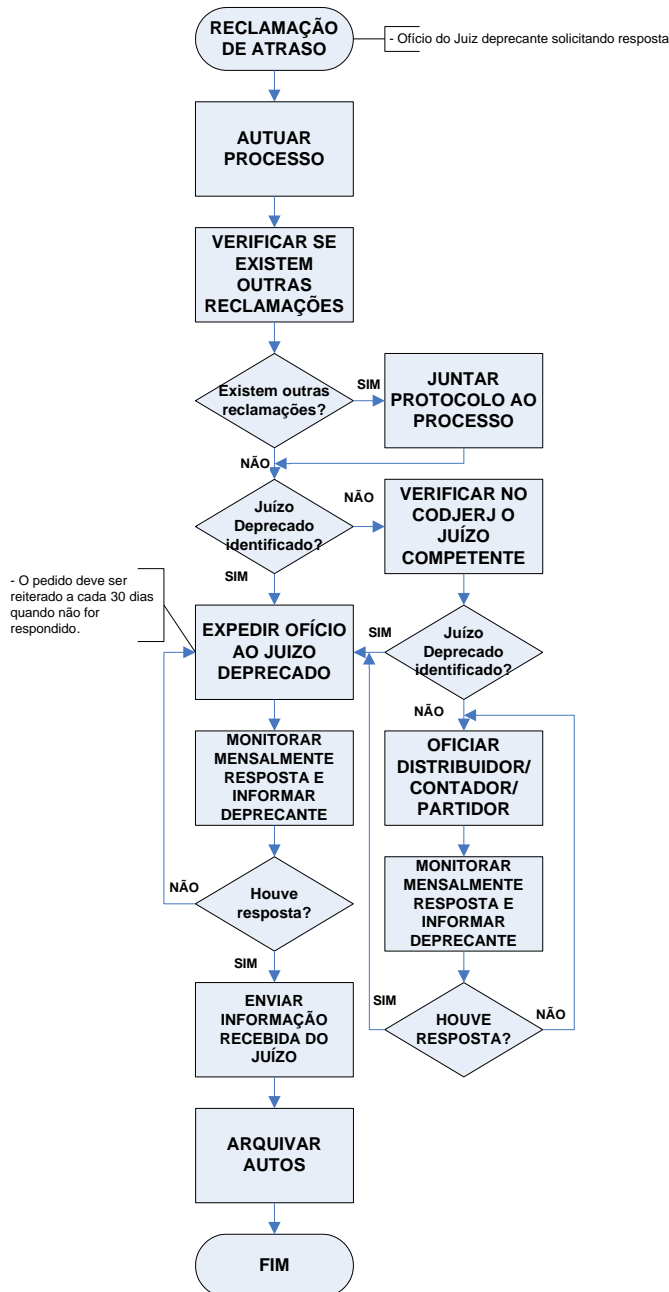 RECLAMAÇÃO
DE ATRASO
- Ofício do Juiz deprecante solicitando resposta
AUTUAR
PROCESSO
VERIFICAR SE
EXISTEM
OUTRAS
RECLAMAÇÕES
Existem outras
reclamações?
SIM
JUNTAR
PROTOCOLO AO
PROCESSO
NÃO
Juízo
Deprecado
identificado?
NÃO
VERIFICAR NO
CODJERJ O
JUÍZO
COMPETENTE
SIM
- O pedido deve ser
reiterado a cada 30 dias
quando não for
respondido.
EXPEDIR OFÍCIO
AO JUIZO
DEPRECADO
SIM
Juízo
Deprecado
identificado?
NÃO
MONITORAR
MENSALMENTE
RESPOSTA E
INFORMAR
DEPRECANTE
OFICIAR
DISTRIBUIDOR/
CONTADOR/
PARTIDOR
NÃO
Houve
resposta?
MONITORAR
MENSALMENTE
RESPOSTA E
INFORMAR
DEPRECANTE
SIM
ENVIAR
INFORMAÇÃO
RECEBIDA DO
JUÍZO
SIM
HOUVE
RESPOSTA?
NÃO
ARQUIVAR
AUTOS
FIM